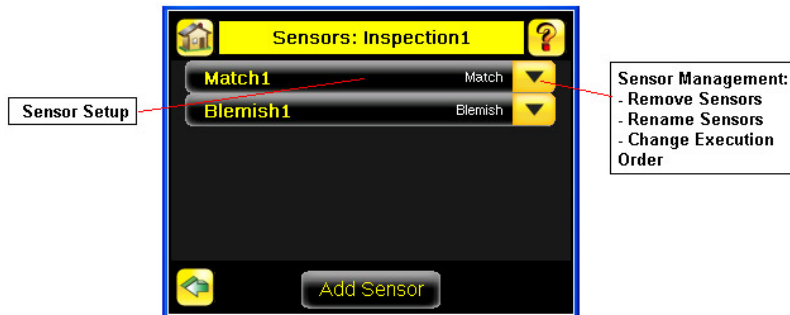 Sensors: Inspection1
?
Match1 Match
Blemish1 Blemish
Sensor Setup
Sensor Management:
- Remove Sensors
- Rename Sensors
- Change Execution
Order
Add Sensor